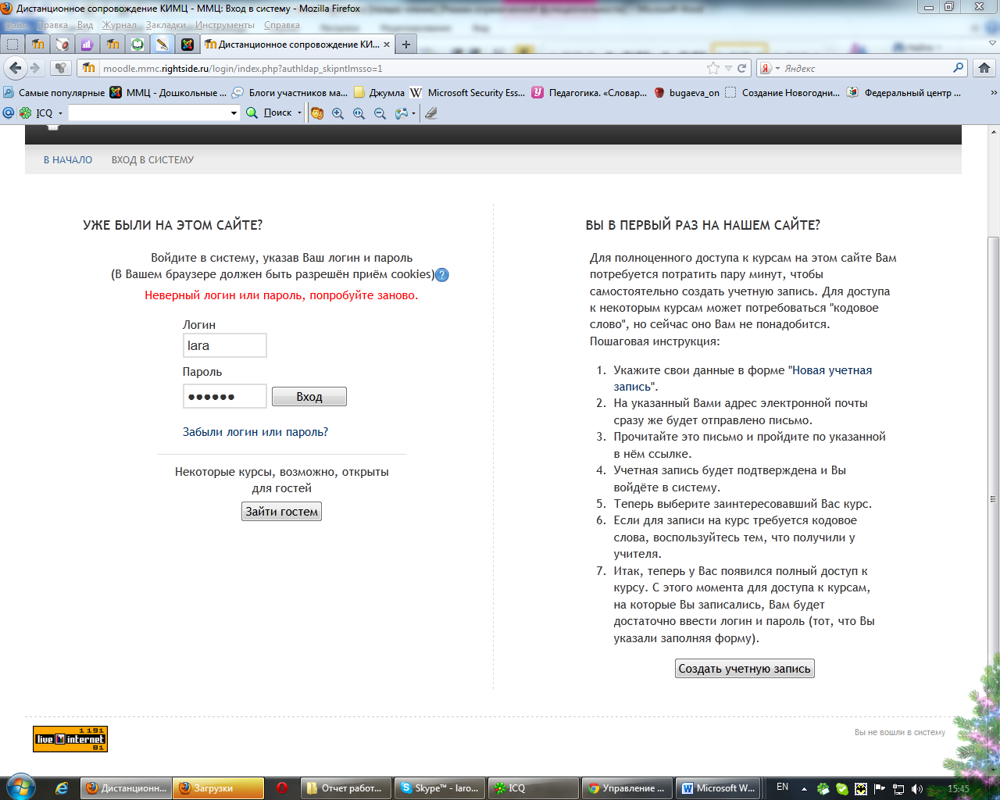 Дистанционное сопровождение КИМЦ - ММЦ: Вход в систему - Mozilla Firefox
Файл Правка Вид Журнал Закладки Инструменты Справка
Дистанционное сопровождение КИ...
moodle.mmc.rightside.ru/login/index.php?authldap_skipntlmsso=1
Яндекс
Самые популярные ММЦ - Дошкольные ... Блоги участников ма... Джумла Microsoft Security Ess... Педагогика. «Словар... bugaeva_on Создание Новогодни... Федеральный центр ... »
ICQ Поиск
В НАЧАЛО ВХОД В СИСТЕМУ
УЖЕ БЫЛИ НА ЭТОМ САЙТЕ?
Войдите в систему, указав Ваш логин и пароль
(В Вашем браузере должен быть разрешён приём cookies)
Неверный логин или пароль, попробуйте заново.
Логин
lara
Пароль
●●●●●●
Вход
Забыли логин или пароль?
Некоторые курсы, возможно, открыты
для гостей
Зайти гостем
ВЫ В ПЕРВЫЙ РАЗ НА НАШЕМ САЙТЕ?
Для полноценного доступа к курсам на этом сайте Вам
потребуется потратить пару минут, чтобы
самостоятельно создать учетную запись. Для доступа
к некоторым курсам может потребоваться "кодовое
слово", но сейчас оно Вам не понадобится.
Пошаговая инструкция:
1. Укажите свои данные в форме "Новая учетная
запись".
2. На указанный Вами адрес электронной почты
сразу же будет отправлено письмо.
3. Прочитайте это письмо и пройдите по указанной
в нём ссылке.
4. Учетная запись будет подтверждена и Вы
войдёте в систему.
5. Теперь выберите заинтересовавший Вас курс.
6. Если для записи на курс требуется кодовое
слова, воспользуйтесь тем, что получили у
учителя.
7. Итак, теперь у Вас появился полный доступ к
курсу. С этого момента для доступа к курсам,
на которые Вы записались, Вам будет
достаточно ввести логин и пароль (тот, что Вы
указали заполняя форму).
Создать учетную запись
1191
live internet
81
Вы не вошли в систему
Дистанционн... Загрузки Отчет работ... Skype™ - laro... ICQ Управление ... Microsoft W... EN 15:45